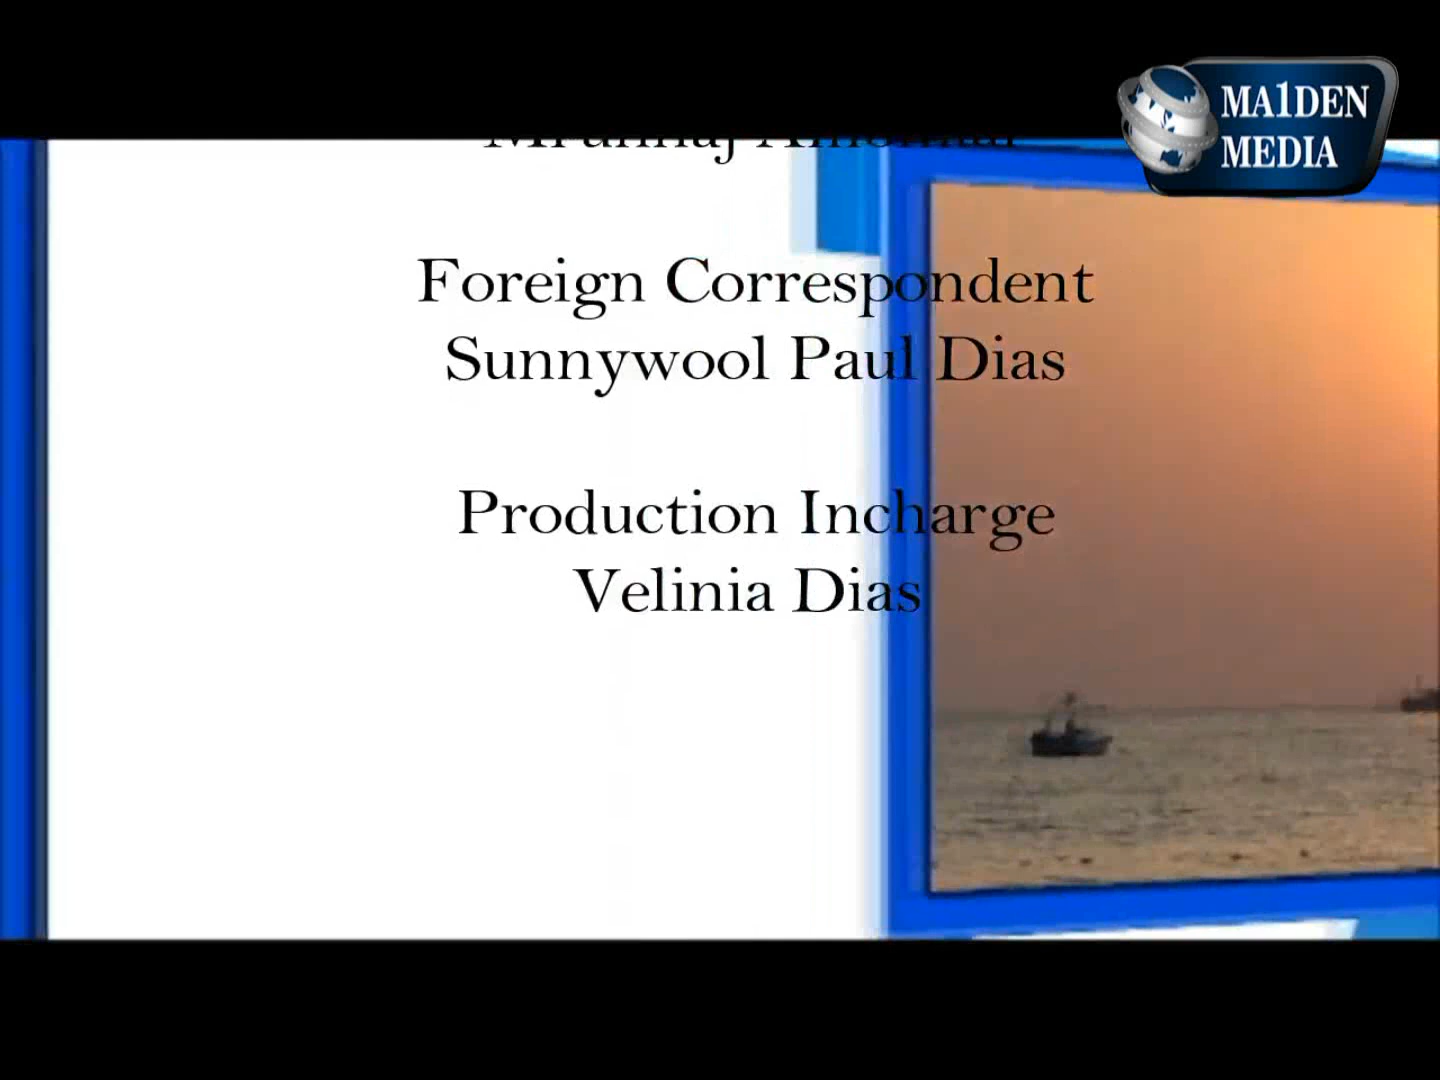 MA1DEN
MEDIA
Foreign Correspondent
Sunnywool Paul Dias
Production Incharge
Velinia Dias